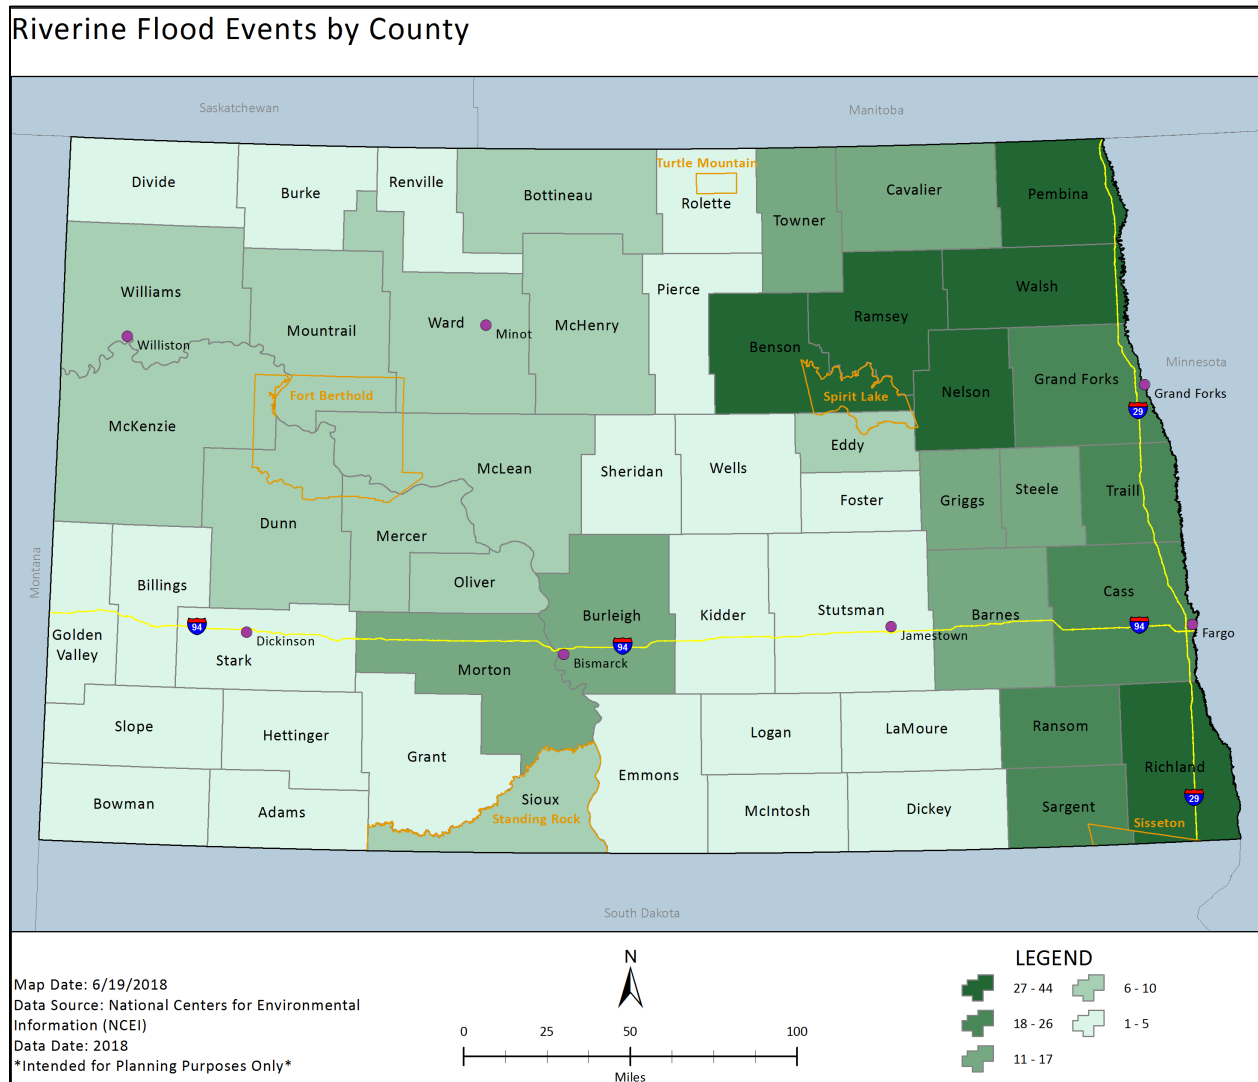 Riverine Flood Events by County
Saskatchewan
Manitoba
Turtle Mountain
Divide
Burke
Renville
Bottineau
Rolette
Towner
Cavalier
Pembina
Williams
Mountrail
Ward
Minot
McHenry
Pierce
Benson
Ramsey
Walsh
Williston
Minnesota
Fort Berthold
Spirit Lake
Nelson
Grand Forks
Grand Forks
29
McKenzie
McLean
Sheridan
Wells
Eddy
Foster
Griggs
Steele
Traill
Dunn
Mercer
Montana
Billings
Oliver
Burleigh
Kidder
Stutsman
Barnes
Cass
Golden
Valley
94
Dickinson
Stark
Morton
Bismarck
94
Jamestown
94
Fargo
Slope
Hettinger
Grant
Emmons
Logan
LaMoure
Ransom
Richland
Bowman
Adams
Sioux
Standing Rock
McIntosh
Dickey
Sargent
29
Sisseton
South Dakota
Map Date: 6/19/2018
Data Source: National Centers for Environmental
Information (NCEI)
Data Date: 2018
*Intended for Planning Purposes Only*
N
0 25 50 100
Miles
LEGEND
27 - 44
18 - 26
11 - 17
6 - 10
1 - 5